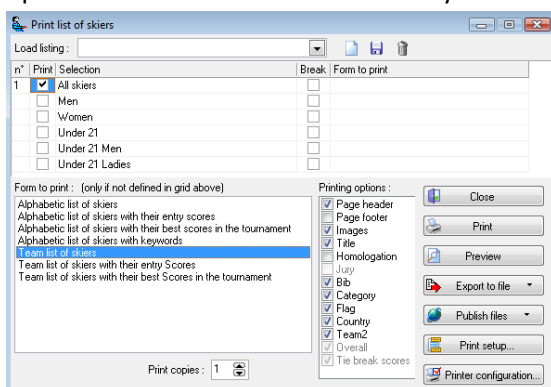 Print list of skiers
Load listing :
n° Print Selection Break Form to print
1 All skiers
Men
Women
Under 21
Under 21 Men
Under 21 Ladies
Form to print : (only if not defined in grid above)
Alphabetic list of skiers
Alphabetic list of skiers with their entry scores
Alphabetic list of skiers with their best scores in the tournament
Alphabetic list of skiers with keywords
Team list of skiers
Team list of skiers with their entry Scores
Team list of skiers with their best Scores in the tournament
Print copies : 1
Printing options :
Page header
Page footer
Images
Title
Homologation
Jury
Bib
Category
Flag
Country
Team2
Overall
Tie break scores
Close
Print
Preview
Export to file
Publish files
Print setup...
Printer configuration...